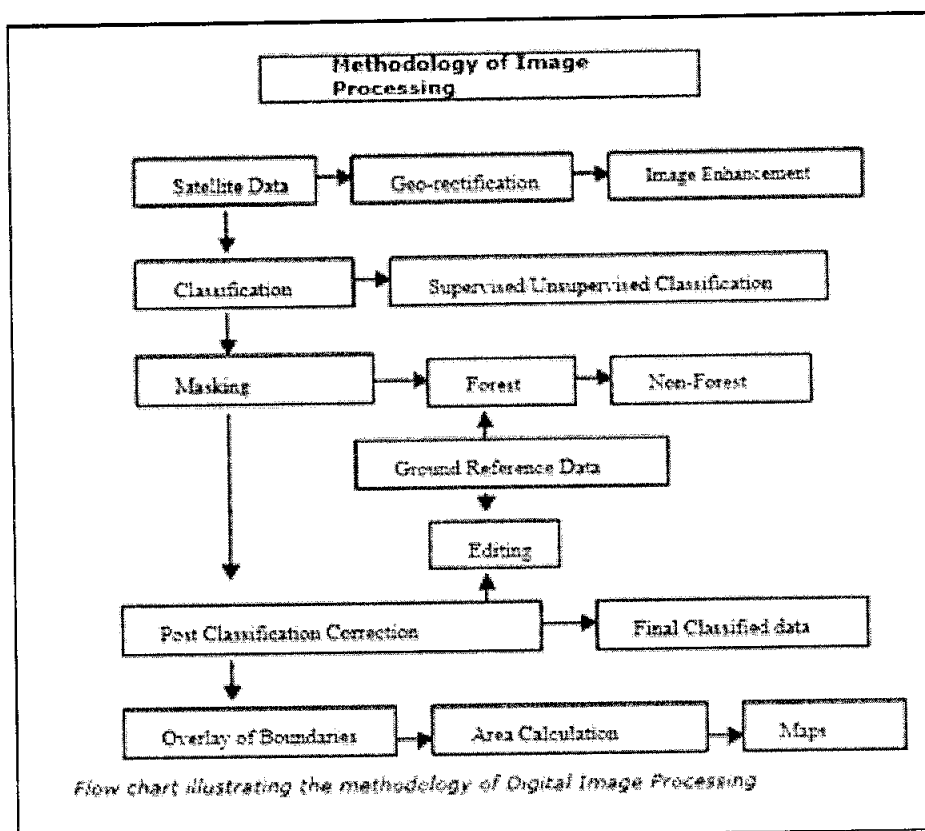 Methodology of Image
Processing
Satellite Data
Geo-rectification
Image Enhancement
Classification
Supervised/Unsupervised Classification
Masking
Forest
Non-Forest
Ground Reference Data
Editing
Post Classification Correction
Final Classified data
Overlay of Boundaries
Area Calculation
Maps
Flow chart illustrating the methodology of Digital Image Processing